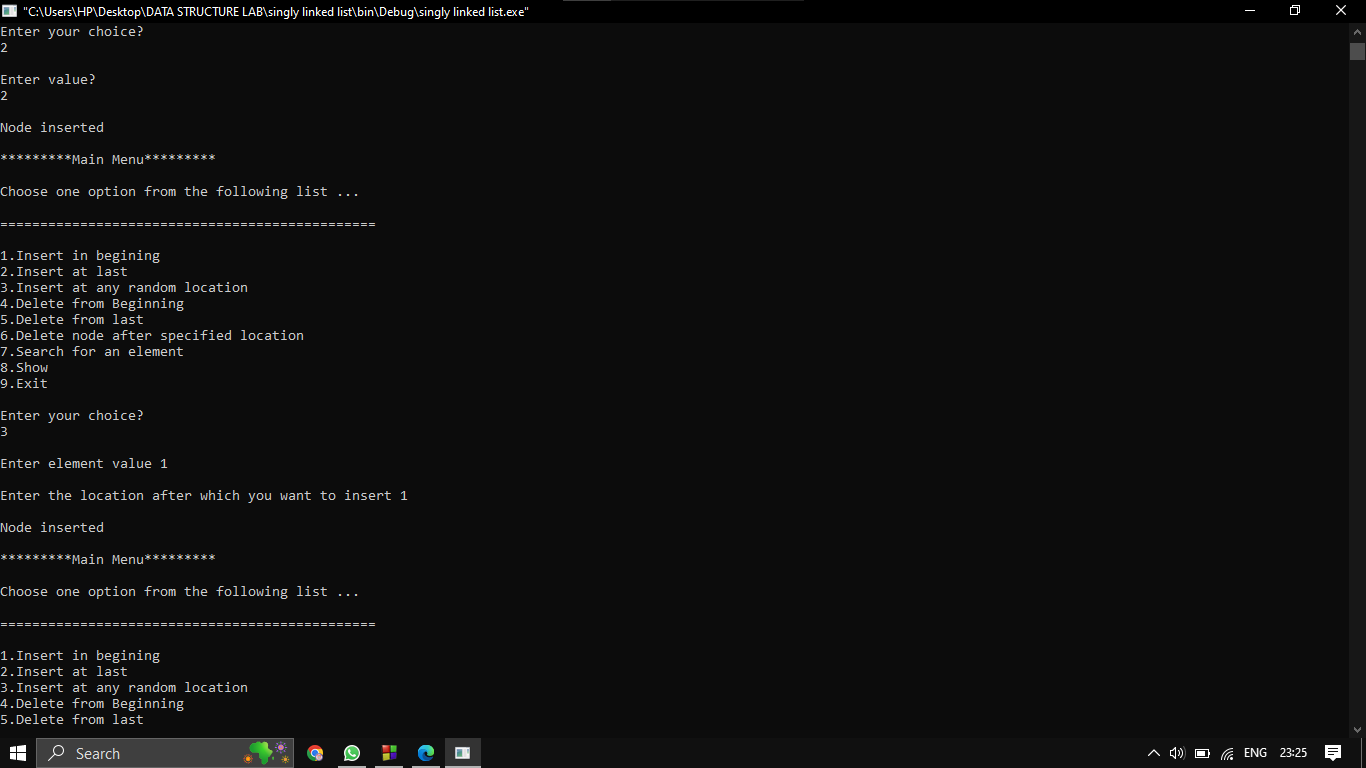 "C:\Users\HP\Desktop\DATA STRUCTURE LAB\singly linked list\bin\Debug\singly linked list.exe"
Enter your choice?
2
Enter value?
2
Node inserted
*********Main Menu*********
Choose one option from the following list ...
===============================================
1.Insert in begining
2.Insert at last
3.Insert at any random location
4.Delete from Beginning
5.Delete from last
6.Delete node after specified location
7.Search for an element
8.Show
9.Exit
Enter your choice?
3
Enter element value 1
Enter the location after which you want to insert 1
Node inserted
*********Main Menu*********
Choose one option from the following list ...
===============================================
1.Insert in begining
2.Insert at last
3.Insert at any random location
4.Delete from Beginning
5.Delete from last
Search
ENG 23:25